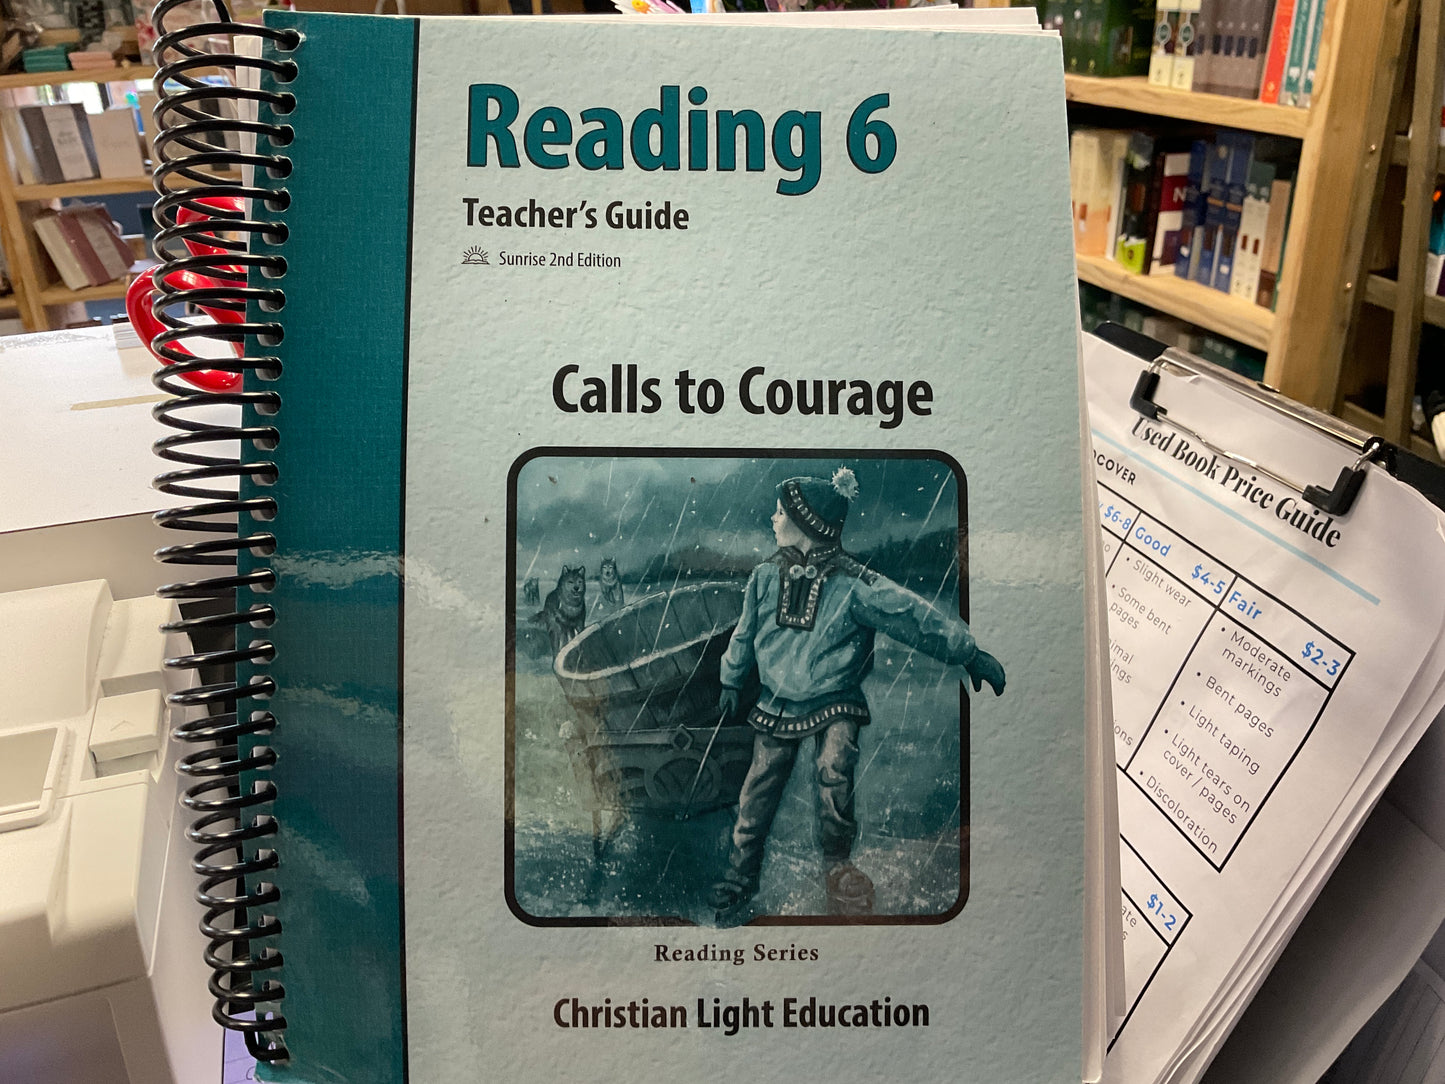 Reading 6
Teacher's Guide
Sunrise 2nd Edition
Calls to Courage
Reading Series
Christian Light Education
Used Book Price Guide
$6-8
Good
$4-5
• Slight wear
• Some bent
pages
Fair
$2-3
• Moderate
markings
• Bent pages
• Light taping
• Light tears on
cover / pages
• Discoloration
$1-2